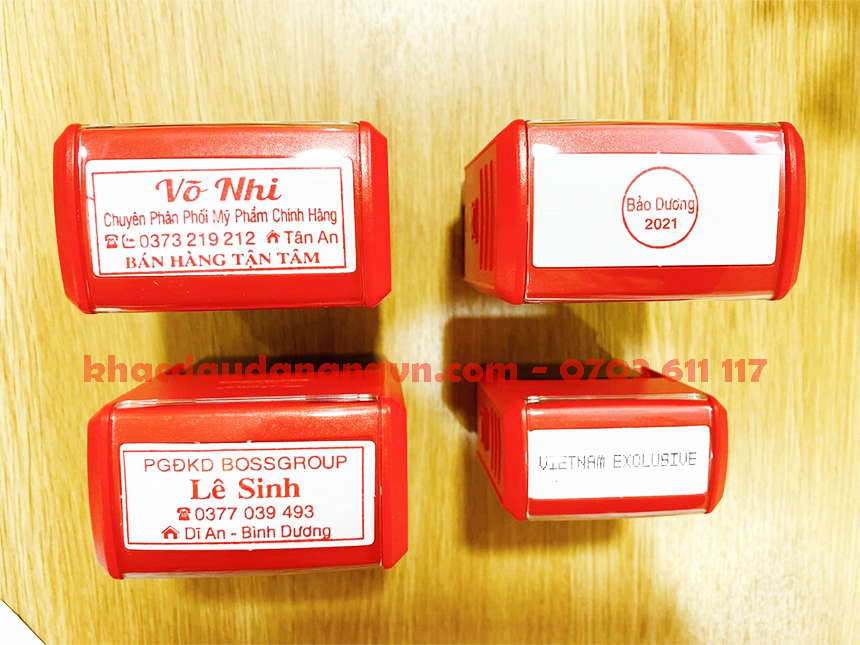 Võ Nhi
Chuyên Phân Phối Mỹ Phẩm Chính Hãng
0373 219 212 Tân An
BÁN HÀNG TẬN TÂM
Bảo Dương
2021
khacdaudanangvn.com - 0702 611 117
PGĐKD BOSSGROUP
Lê Sinh
0377 039 493
Dĩ An - Bình Dương
VIETNAM EXCLUSIVE